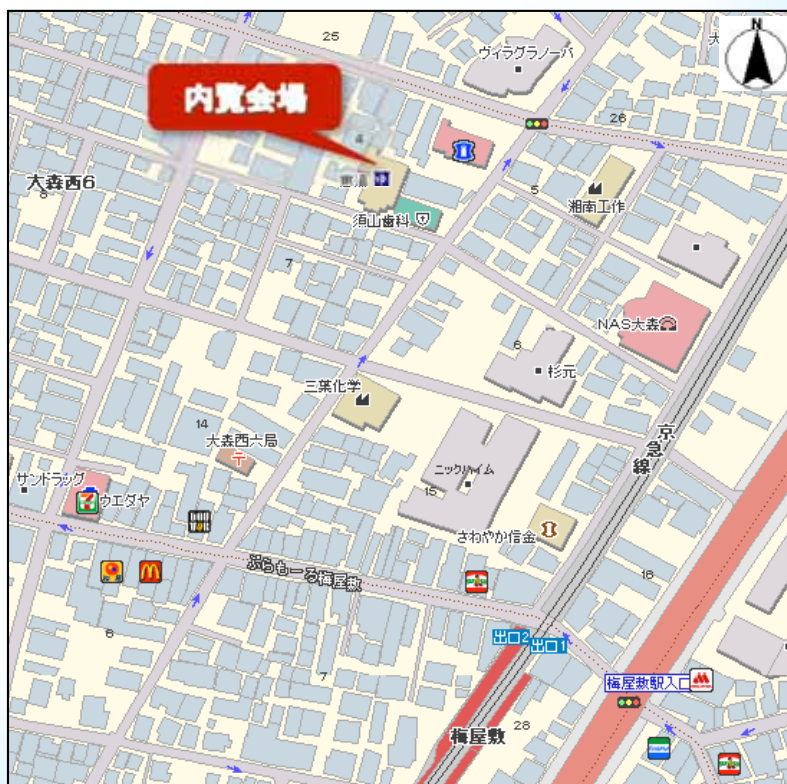 25
ヴィラグラノーバ
N
内覧会場
4
26
大森西6
8
5
湘南工作
須山歯科
7
NAS大森
6
杉元
三葉化学
京急線
14
大森西六局
ニックハイム
サンドラッグ
ウエダヤ
15
さわやか信金
ぷらもーる梅屋敷
16
6
出口2
出口1
7
梅屋敷駅入口
28
梅屋敷